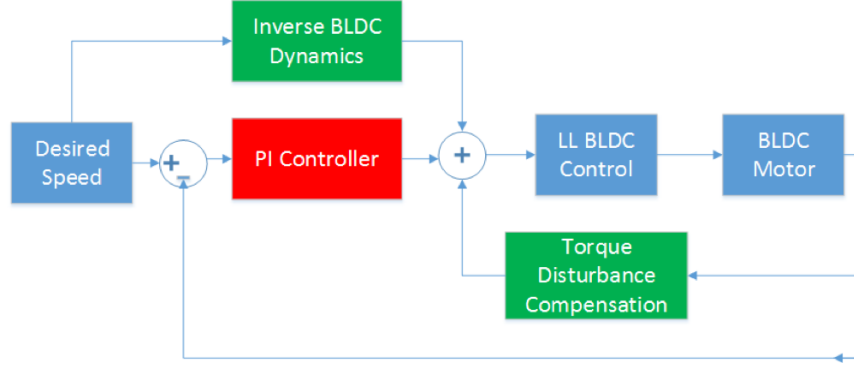 Inverse BLDC
Dynamics
Desired
Speed
+
−
PI Controller
+
LL BLDC
Control
BLDC
Motor
Torque
Disturbance
Compensation